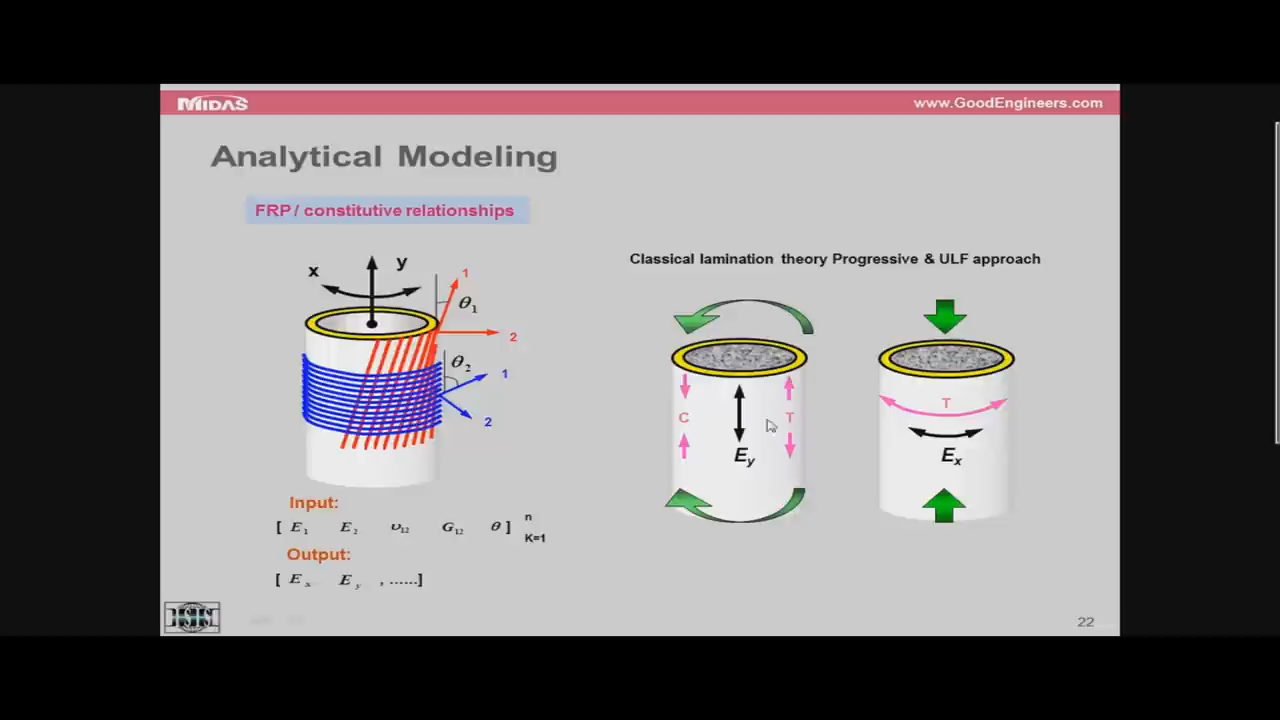 MIDAS
www.GoodEngineers.com
Analytical Modeling
FRP / constitutive relationships
Classical lamination theory Progressive & ULF approach
x
y
1
θ1
2
θ2
1
2
C
T
Ey
T
Ex
Input:
[ E1 E2 υ12 G12 θ ] n K=1
Output:
[ Ex Ey , ......]
ISIS
22